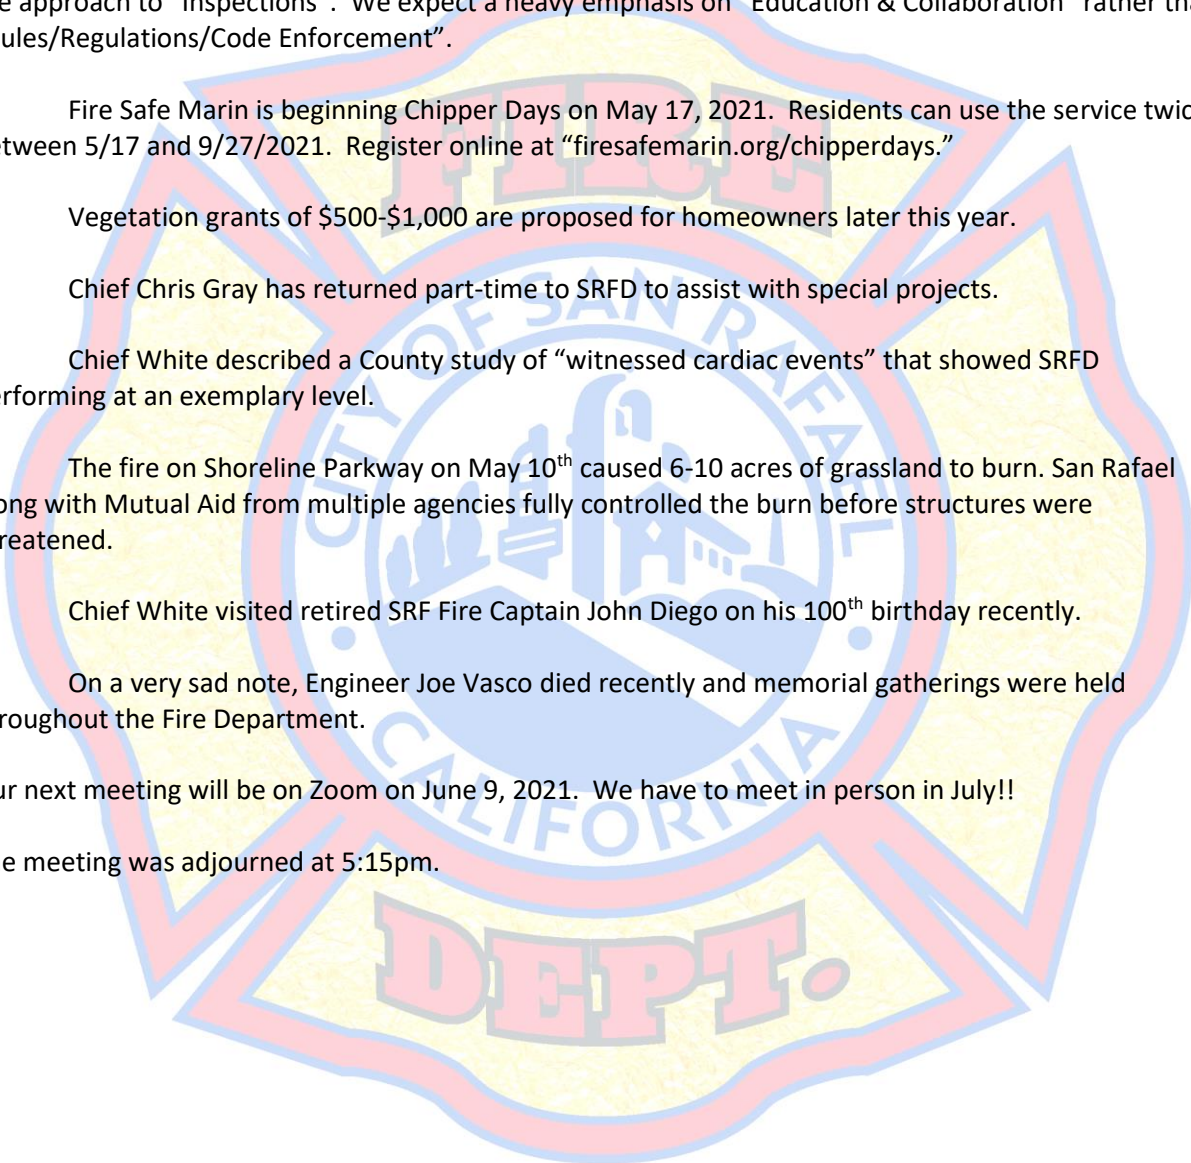 e approach to “Inspections”. We expect a heavy emphasis on “Education & Collaboration” rather tha
ules/Regulations/Code Enforcement”.
Fire Safe Marin is beginning Chipper Days on May 17, 2021. Residents can use the service twic
etween 5/17 and 9/27/2021. Register online at “firesafemarin.org/chipperdays.”
Vegetation grants of $500-$1,000 are proposed for homeowners later this year.
Chief Chris Gray has returned part-time to SRFD to assist with special projects.
Chief White described a County study of “witnessed cardiac events” that showed SRFD
erforming at an exemplary level.
The fire on Shoreline Parkway on May 10th caused 6-10 acres of grassland to burn. San Rafael
ong with Mutual Aid from multiple agencies fully controlled the burn before structures were
reatened.
Chief White visited retired SRF Fire Captain John Diego on his 100th birthday recently.
On a very sad note, Engineer Joe Vasco died recently and memorial gatherings were held
roughout the Fire Department.
ur next meeting will be on Zoom on June 9, 2021. We have to meet in person in July!!
e meeting was adjourned at 5:15pm.
FIRE
CITY OF SAN RAFAEL
CALIFORNIA
DEPT.